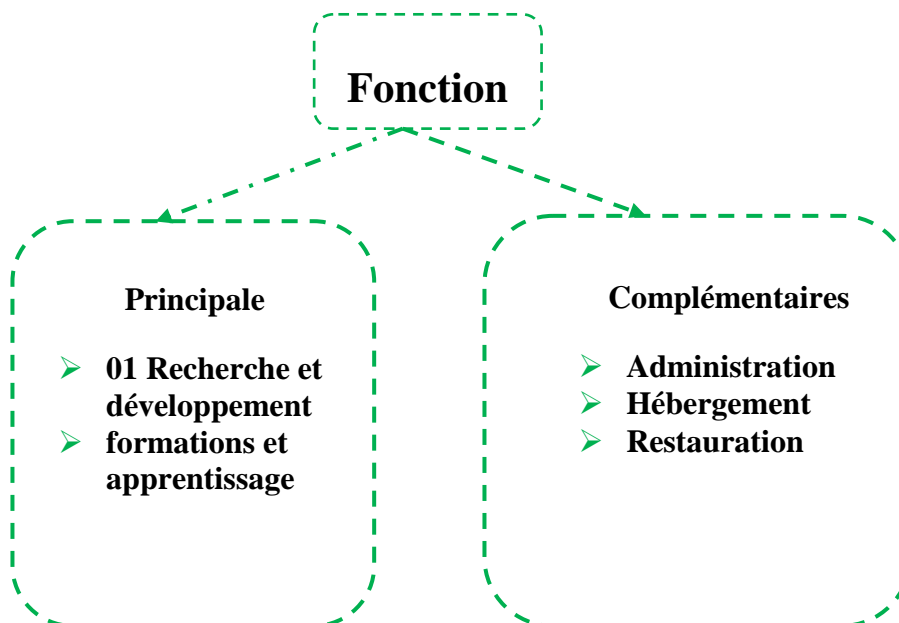 Fonction
Principale
01 Recherche et
développement
formations et
apprentissage
Complémentaires
Administration
Hébergement
Restauration